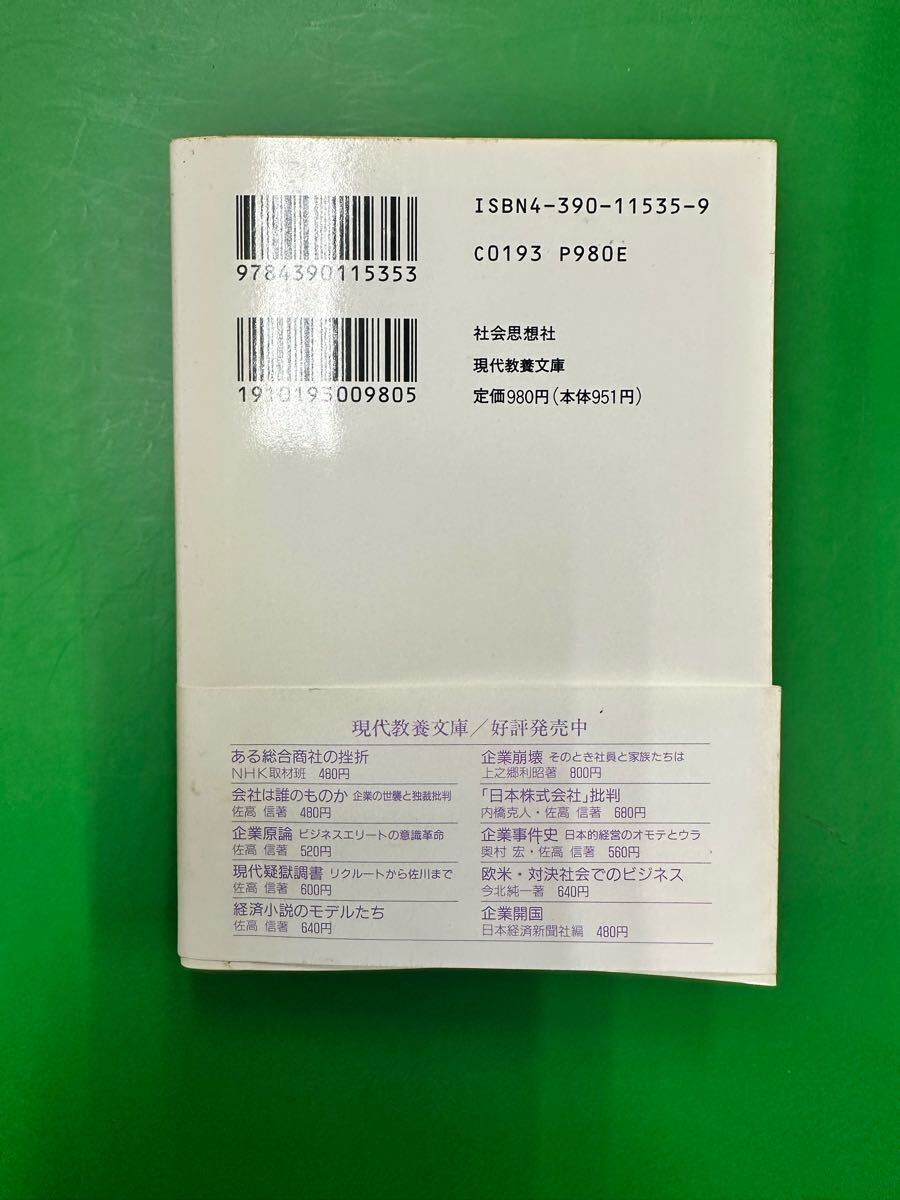 9784390115353
1910193009805
ISBN4-390-11535-9
C0193 P980E
社会思想社
現代教養文庫
定価980円(本体951円)
現代教養文庫/好評発売中
ある総合商社の挫折
NHK取材班 480円
会社は誰のものか 企業の世襲と独裁批判
佐高 信著 480円
企業原論 ビジネスエリートの意識革命
佐高 信著 520円
現代疑獄調書 リクルートから佐川まで
佐高 信著 600円
経済小説のモデルたち
佐高 信著 640円
企業崩壊 そのとき社員と家族たちは
上之郷利昭著 800円
「日本株式会社」批判
内橋克人・佐高 信著 680円
企業事件史 日本的経営のオモテとウラ
奥村 宏・佐高 信著 560円
欧米・対決社会でのビジネス
今北純一著 640円
企業開国
日本経済新聞社編 480円